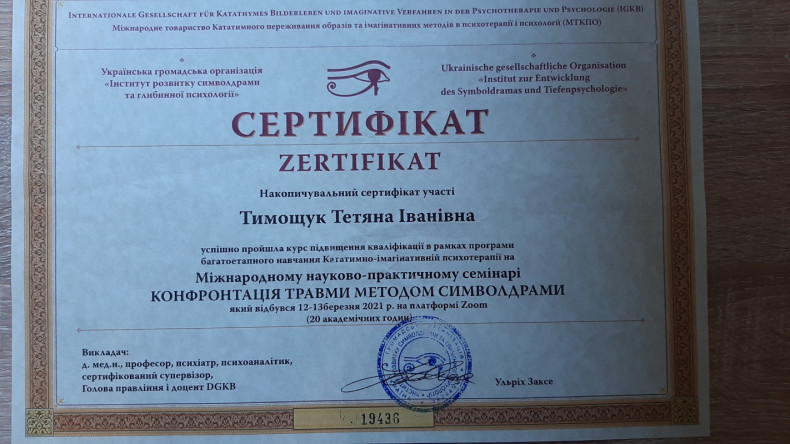 Internationale Gesellschaft für Katathymes Bilderleben und imaginative Verfahren in der Psychotherapie und Psychologie (IGKB)
Міжнародне товариство Кататимного переживання образів та імагінативних методів в психотерапії і психології (МТКПО)
Українська громадська організація
«Інститут розвитку символдрами
та глибинної психології»
Ukrainische gesellschaftliche Organisation
«Institut zur Entwicklung
des Symboldramas und Tiefenpsychologie»
СЕРТИФІКАТ
ZERTIFIKAT
Накопичувальний сертифікат участі
Тимощук Тетяна Іванівна
успішно пройшла курс підвищення кваліфікації в рамках програми
багатоетапного навчання Кататимно-імагінативній психотерапії на
Міжнародному науково-практичному семінарі
КОНФРОНТАЦІЯ ТРАВМИ МЕТОДОМ СИМВОЛДРАМИ
який відбувся 12-13березня 2021 р. на платформі Zoom
(20 академічних годин)
Викладач:
д. мед.н., професор, психіатр, психоаналітик,
сертифікований супервізор,
Голова правління і доцент DGKB
Ульріх Заксе
19436